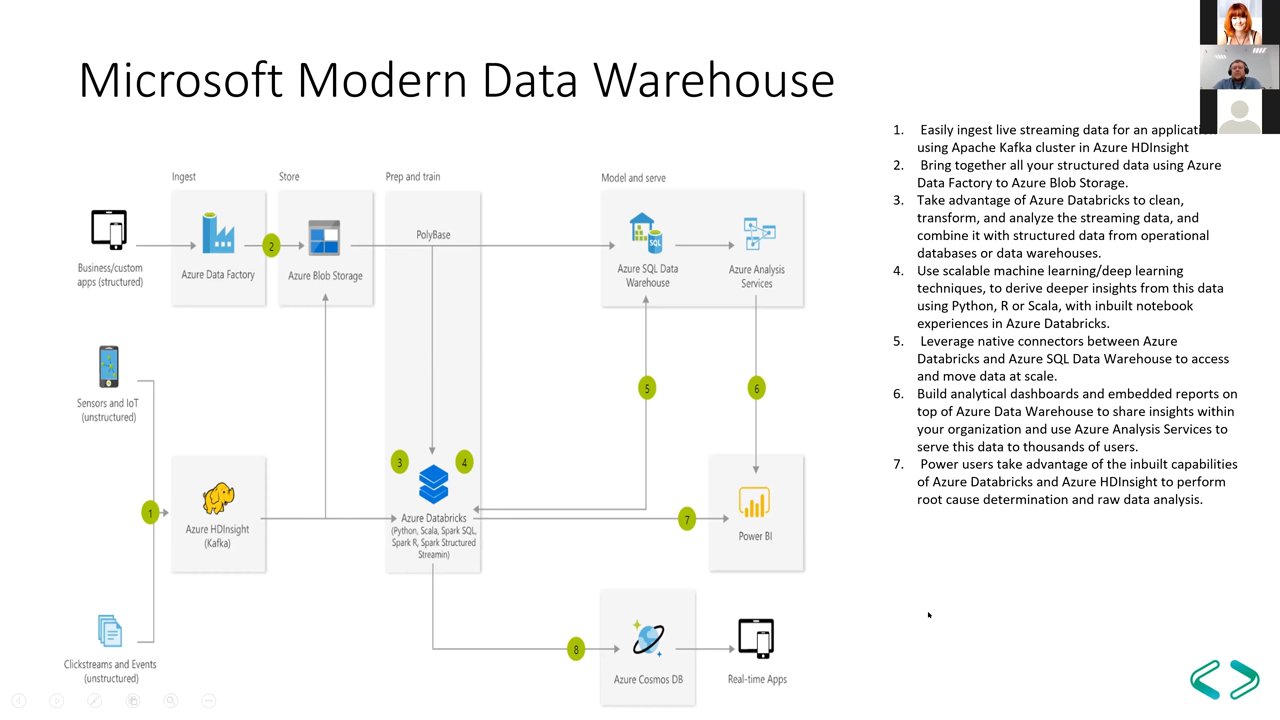 Microsoft Modern Data Warehouse
Ingest
Store
Prep and train
Model and serve
Business/custom
apps (structured)
Azure Data Factory
2
Azure Blob Storage
PolyBase
Azure SQL Data
Warehouse
SQL
Azure Analysis
Services
Sensors and IoT
(unstructured)
5
6
1
Azure HDInsight
(Kafka)
3
4
Azure Databricks
(Python, Scala, Spark SQL,
Spark R, Spark Structured
Streamin)
7
Power BI
Clickstreams and Events
(unstructured)
8
Azure Cosmos DB
Real-time Apps
1. Easily ingest live streaming data for an
using Apache Kafka cluster in Azure HDInsight
2. Bring together all your structured data using Azure
Data Factory to Azure Blob Storage.
3. Take advantage of Azure Databricks to clean,
transform, and analyze the streaming data, and
combine it with structured data from operational
databases or data warehouses.
4. Use scalable machine learning/deep learning
techniques, to derive deeper insights from this data
using Python, R or Scala, with inbuilt notebook
experiences in Azure Databricks.
5. Leverage native connectors between Azure
Databricks and Azure SQL Data Warehouse to access
and move data at scale.
6. Build analytical dashboards and embedded reports on
top of Azure Data Warehouse to share insights within
your organization and use Azure Analysis Services to
serve this data to thousands of users.
7. Power users take advantage of the inbuilt capabilities
of Azure Databricks and Azure HDInsight to perform
root cause determination and raw data analysis.